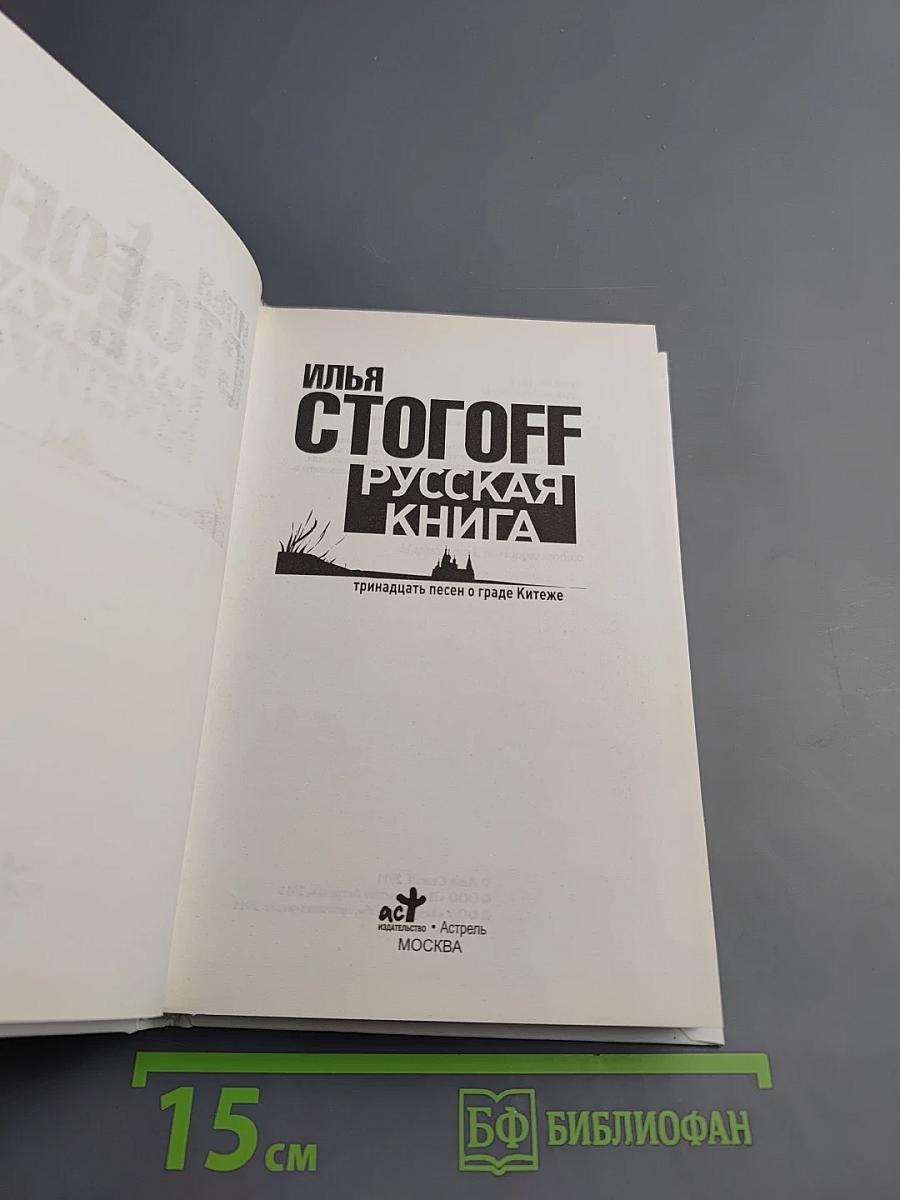 ИЛЬЯ
СТОГОFF
РУССКАЯ
КНИГА
тринадцать песен о граде Китеже
аст
ИЗДАТЕЛЬСТВО • Астрель
МОСКВА
15 см
БФ БИБЛИОФАН